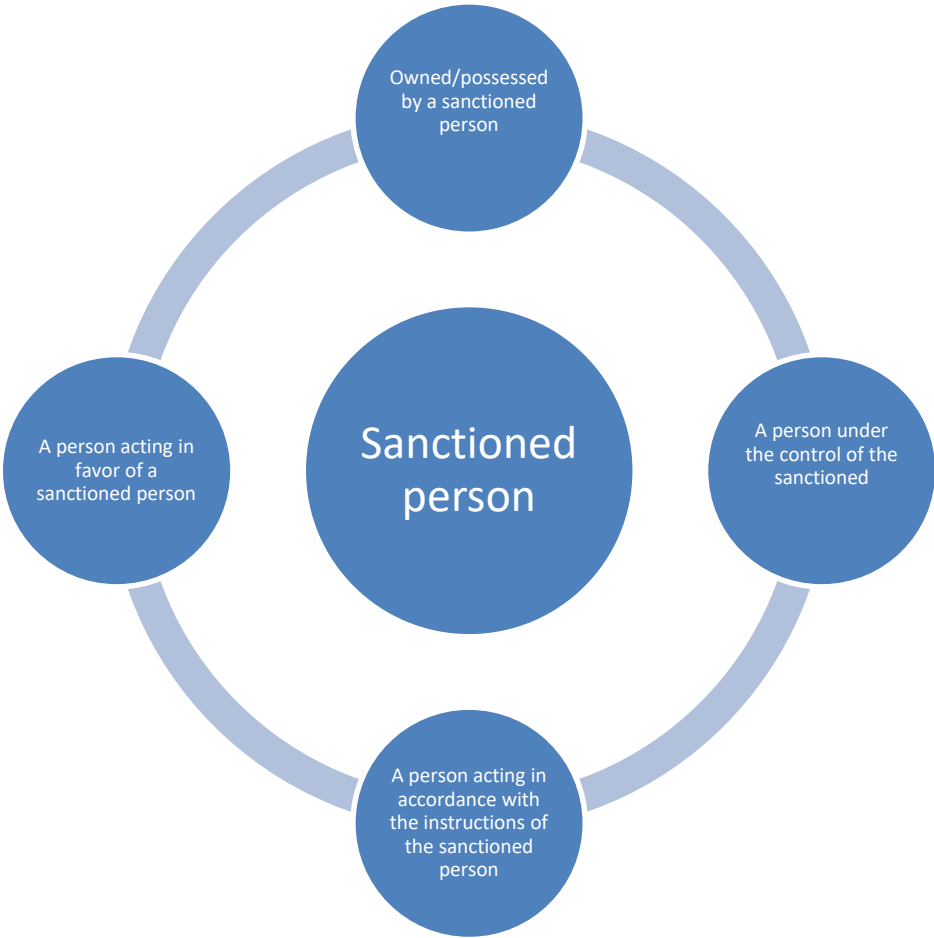 Owned/possessed
by a sanctioned
person
A person acting in
favor of a
sanctioned person
Sanctioned
person
A person under
the control of the
sanctioned
A person acting in
accordance with
the instructions of
the sanctioned
person